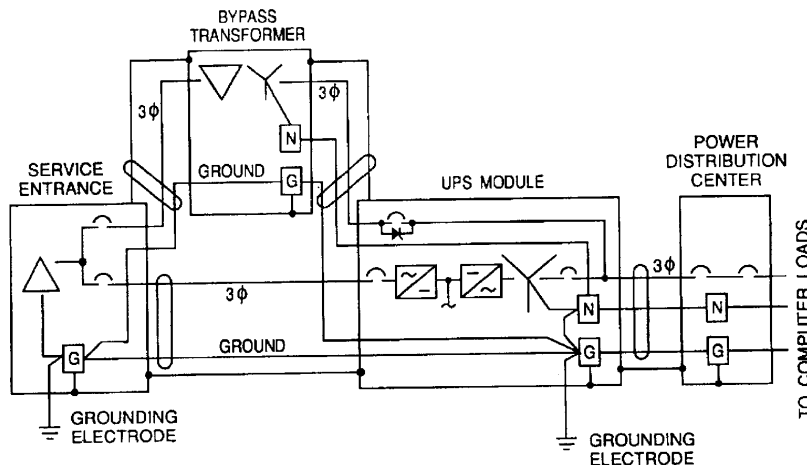 BYPASS
TRANSFORMER
3ϕ
3ϕ
N
SERVICE
ENTRANCE
GROUND
G
UPS MODULE
POWER
DISTRIBUTION
CENTER
3ϕ
3ϕ
N
N
G
GROUND
G
G
GROUNDING
ELECTRODE
GROUNDING
ELECTRODE
TO COMPUTER LOADS